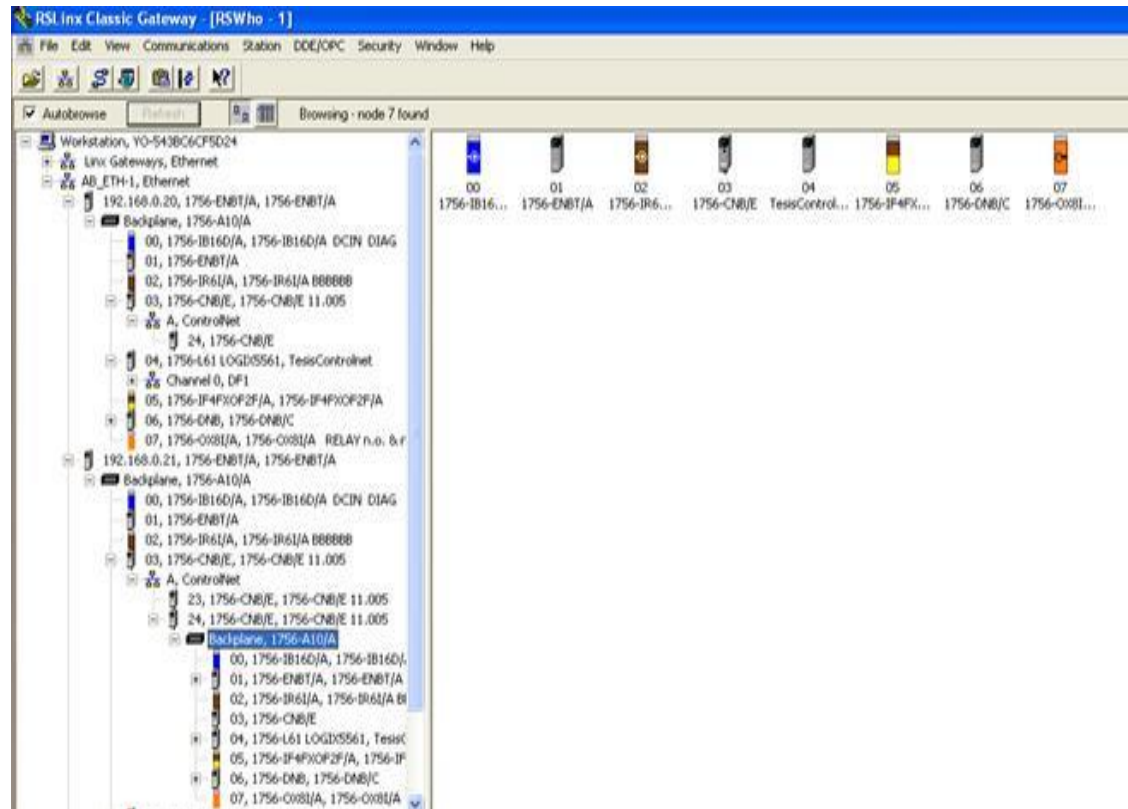 RSLinx Classic Gateway - [RSWho - 1]
File Edit View Communications Station DDE/OPC Security Window Help
Autobrowse Refresh Browsing - node 7 found
Workstation, YO-543BC6CF5D24
Linx Gateways, Ethernet
AB_ETH-1, Ethernet
192.168.0.20, 1756-ENBT/A, 1756-ENBT/A
Backplane, 1756-A10/A
00, 1756-IB16D/A, 1756-IB16D/A DCIN DIAG
01, 1756-ENBT/A
02, 1756-IR6I/A, 1756-IR6I/A BBBBBB
03, 1756-CNB/E, 1756-CNB/E 11.005
A, ControlNet
24, 1756-CNB/E
04, 1756-L61 LOGIX5561, TesisControlnet
Channel 0, DF1
05, 1756-IF4FXOF2F/A, 1756-IF4FXOF2F/A
06, 1756-DNB, 1756-DNB/C
07, 1756-OX8I/A, 1756-OX8I/A RELAY n.o. & r
192.168.0.21, 1756-ENBT/A, 1756-ENBT/A
Backplane, 1756-A10/A
00, 1756-IB16D/A, 1756-IB16D/A DCIN DIAG
01, 1756-ENBT/A
02, 1756-IR6I/A, 1756-IR6I/A BBBBBB
03, 1756-CNB/E, 1756-CNB/E 11.005
A, ControlNet
23, 1756-CNB/E, 1756-CNB/E 11.005
24, 1756-CNB/E, 1756-CNB/E 11.005
Backplane, 1756-A10/A
00, 1756-IB16D/A, 1756-IB16D/
01, 1756-ENBT/A, 1756-ENBT/A
02, 1756-IR6I/A, 1756-IR6I/A BB
03, 1756-CNB/E
04, 1756-L61 LOGIX5561, TesisC
05, 1756-IF4FXOF2F/A, 1756-IF
06, 1756-DNB, 1756-DNB/C
07, 1756-OX8I/A, 1756-OX8I/A
00 01 02 03 04 05 06 07
1756-IB16... 1756-ENBT/A 1756-IR6... 1756-CNB/E TesisControl... 1756-IF4FX... 1756-DNB/C 1756-OX8I...